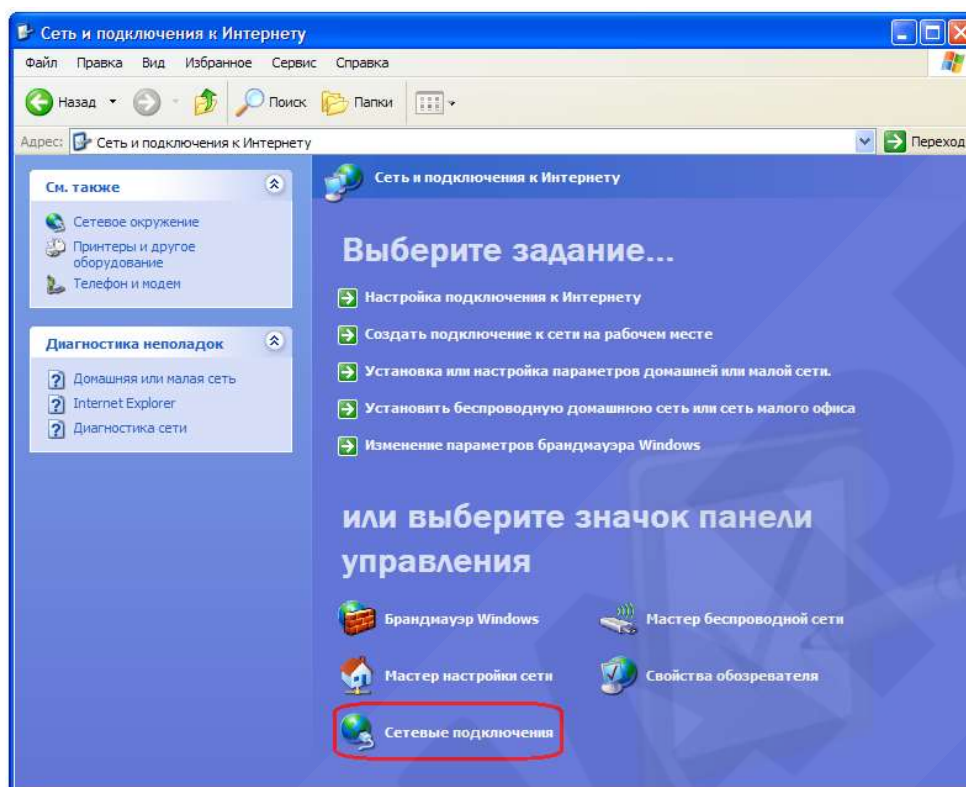 Сеть и подключения к Интернету
Файл Правка Вид Избранное Сервис Справка
Назад Поиск Папки
Адрес: Сеть и подключения к Интернету Переход
См. также
Сетевое окружение
Принтеры и другое
оборудование
Телефон и модем
Диагностика неполадок
Домашняя или малая сеть
Internet Explorer
Диагностика сети
Сеть и подключения к Интернету
Выберите задание...
Настройка подключения к Интернету
Создать подключение к сети на рабочем месте
Установка или настройка параметров домашней или малой сети.
Установить беспроводную домашнюю сеть или сеть малого офиса
Изменение параметров брандмауэра Windows
или выберите значок панели
управления
Брандмауэр Windows Мастер беспроводной сети
Мастер настройки сети Свойства обозревателя
Сетевые подключения